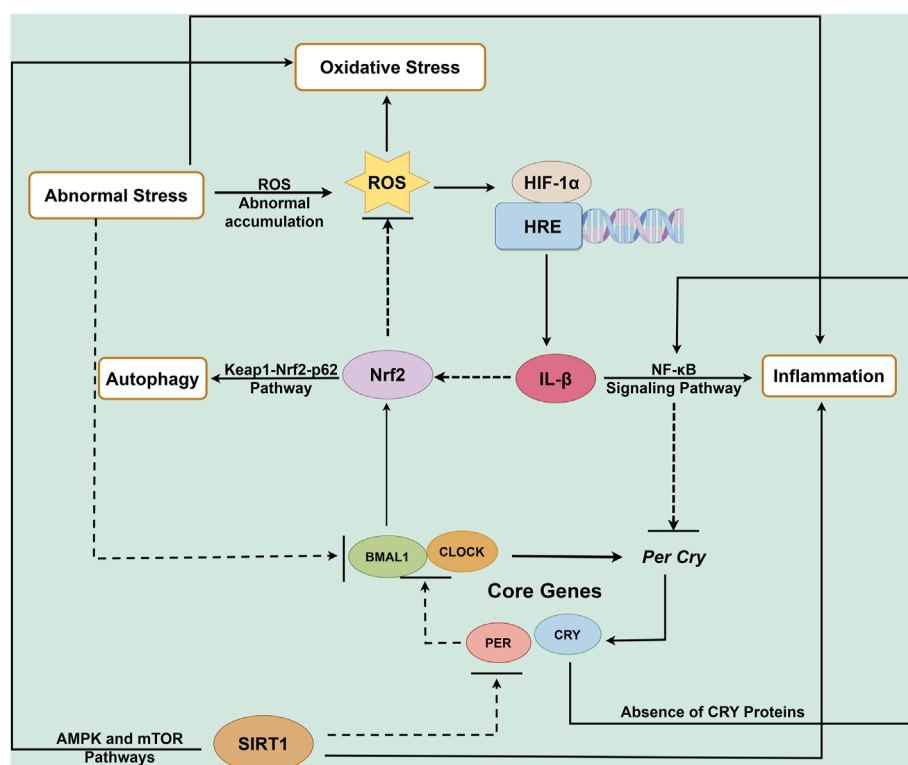 Oxidative Stress
Abnormal Stress
ROS
Abnormal
accumulation
ROS
HIF-1α
HRE
Autophagy
Keap1-Nrf2-p62
Pathway
Nrf2
IL-β
NF-κB
Signaling Pathway
Inflammation
BMAL1
CLOCK
Per Cry
Core Genes
PER
CRY
Absence of CRY Proteins
AMPK and mTOR
Pathways
SIRT1